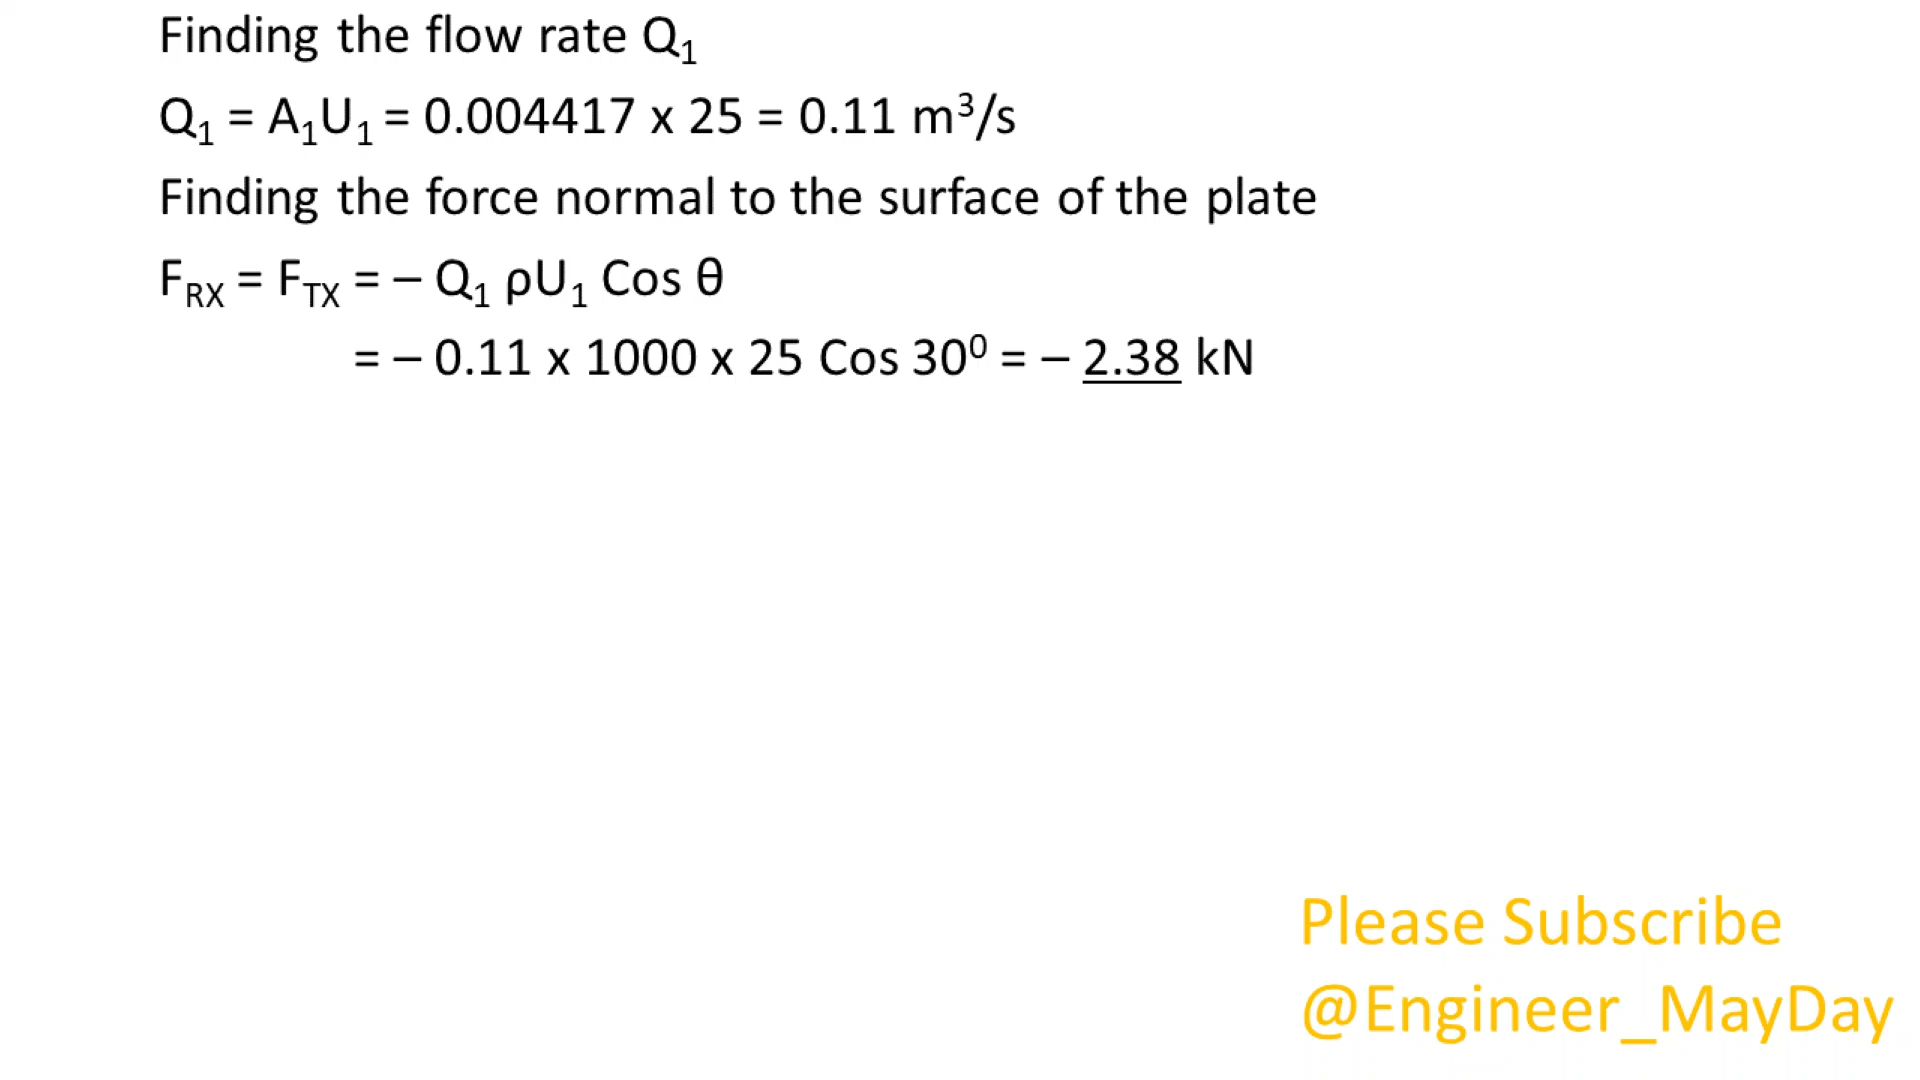 Finding the flow rate Q₁
Q₁ = A₁U₁ = 0.004417 x 25 = 0.11 m³/s
Finding the force normal to the surface of the plate
F_RX = F_TX = – Q₁ ρU₁ Cos θ
= – 0.11 x 1000 x 25 Cos 30⁰ = – 2.38 kN
Please Subscribe
@Engineer_MayDay